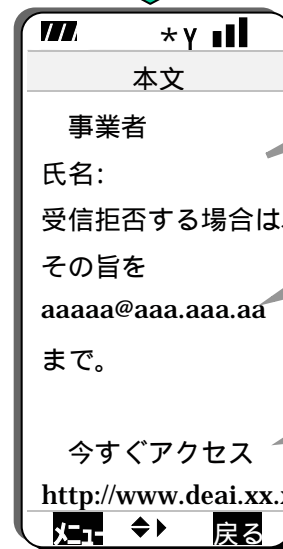 *
本文
事業者
氏名:
受信拒否する場合は、
その旨を
aaaaa@aaa.aaa.aa
まで。
今すぐアクセス
http://www.deai.xx.x
メニュー 戻る